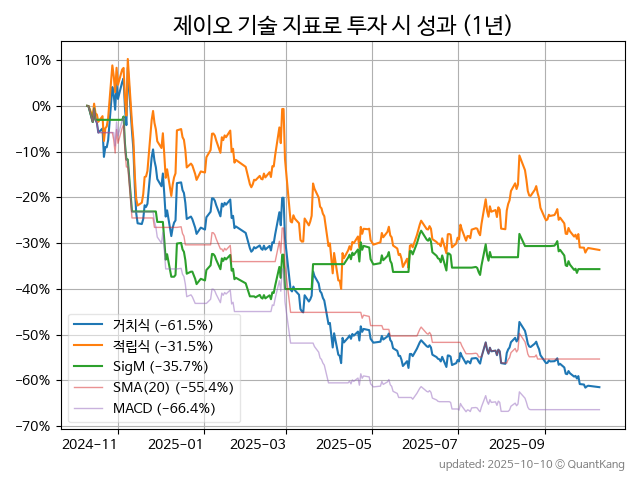 제이오 기술 지표로 투자 시 성과 (1년)
10%
0%
−10%
−20%
−30%
−40%
−50%
−60%
−70%
거치식 (−61.5%)
적립식 (−31.5%)
SigM (−35.7%)
SMA(20) (−55.4%)
MACD (−66.4%)
2024-11 2025-01 2025-03 2025-05 2025-07 2025-09
updated: 2025-10-10 ⓒ QuantKang